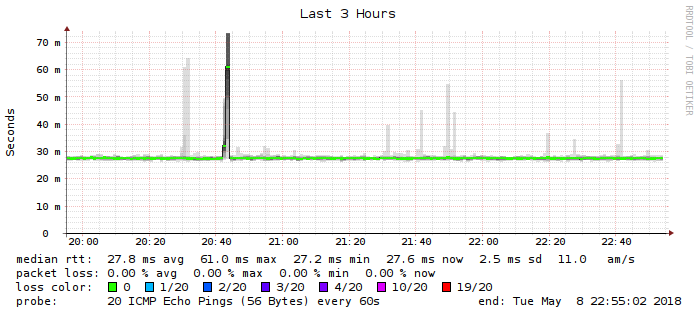 Last 3 Hours
RRDTOOL / TOBI OETIKER
Seconds
70 m
60 m
50 m
40 m
30 m
20 m
10 m
0
20:00 20:20 20:40 21:00 21:20 21:40 22:00 22:20 22:40
median rtt: 27.8 ms avg 61.0 ms max 27.2 ms min 27.6 ms now 2.5 ms sd 11.0 am/s
packet loss: 0.00 % avg 0.00 % max 0.00 % min 0.00 % now
loss color: 0 1/20 2/20 3/20 4/20 10/20 19/20
probe: 20 ICMP Echo Pings (56 Bytes) every 60s end: Tue May 8 22:55:02 2018